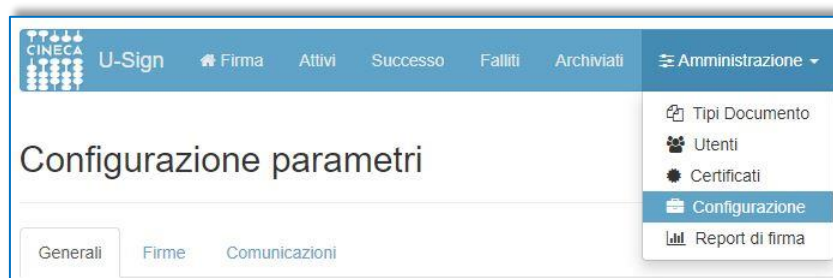 CINECA
U-Sign Firma Attivi Successo Falliti Archiviati Amministrazione
Tipi Documento
Utenti
Certificati
Configurazione
Report di firma
Configurazione parametri
Generali Firme Comunicazioni